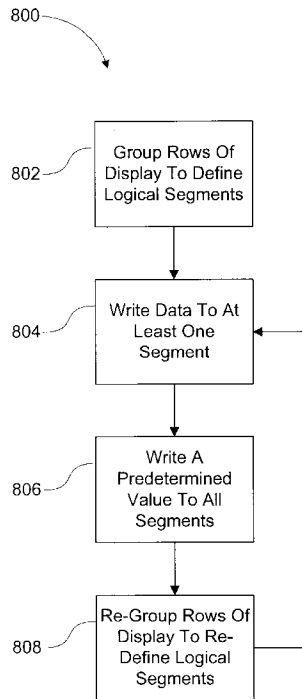 800
802
Group Rows Of
Display To Define
Logical Segments
804
Write Data To At
Least One
Segment
806
Write A
Predetermined
Value To All
Segments
808
Re-Group Rows Of
Display To Re-
Define Logical
Segments